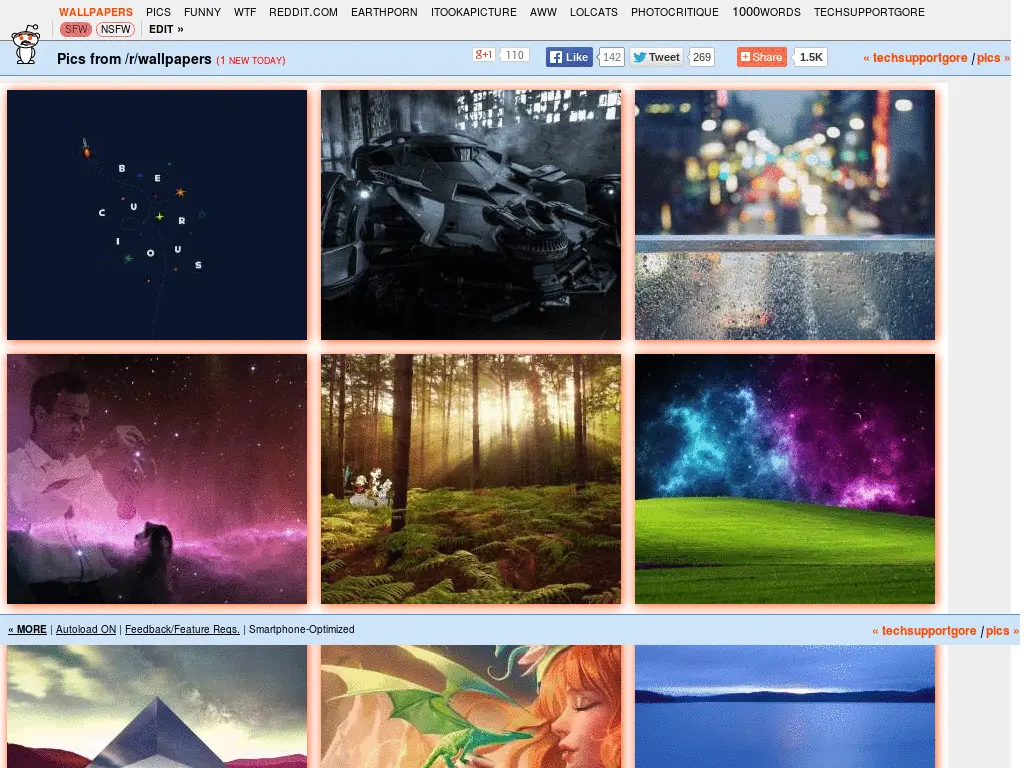 WALLPAPERS PICS FUNNY WTF REDDIT.COM EARTHPORN ITOOKAPICTURE AWW LOLCATS PHOTOCRITIQUE 1000WORDS TECHSUPPORTGORE
SFW NSFW EDIT »
Pics from /r/wallpapers (1 NEW TODAY) g+1 110 Like 142 Tweet 269 Share 1.5K « techsupportgore / pics »
B E
C U R D
I O U S
« MORE | Autoload ON | Feedback/Feature Reqs. | Smartphone-Optimized « techsupportgore / pics »